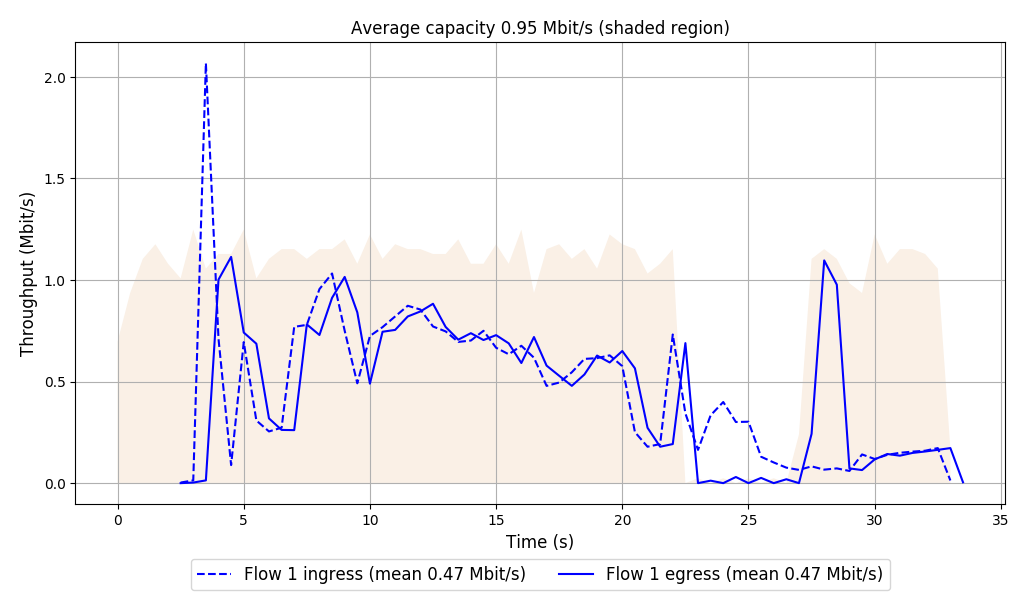 Average capacity 0.95 Mbit/s (shaded region)
Throughput (Mbit/s)
2.0
1.5
1.0
0.5
0.0
0 5 10 15 20 25 30 35
Time (s)
Flow 1 ingress (mean 0.47 Mbit/s) Flow 1 egress (mean 0.47 Mbit/s)